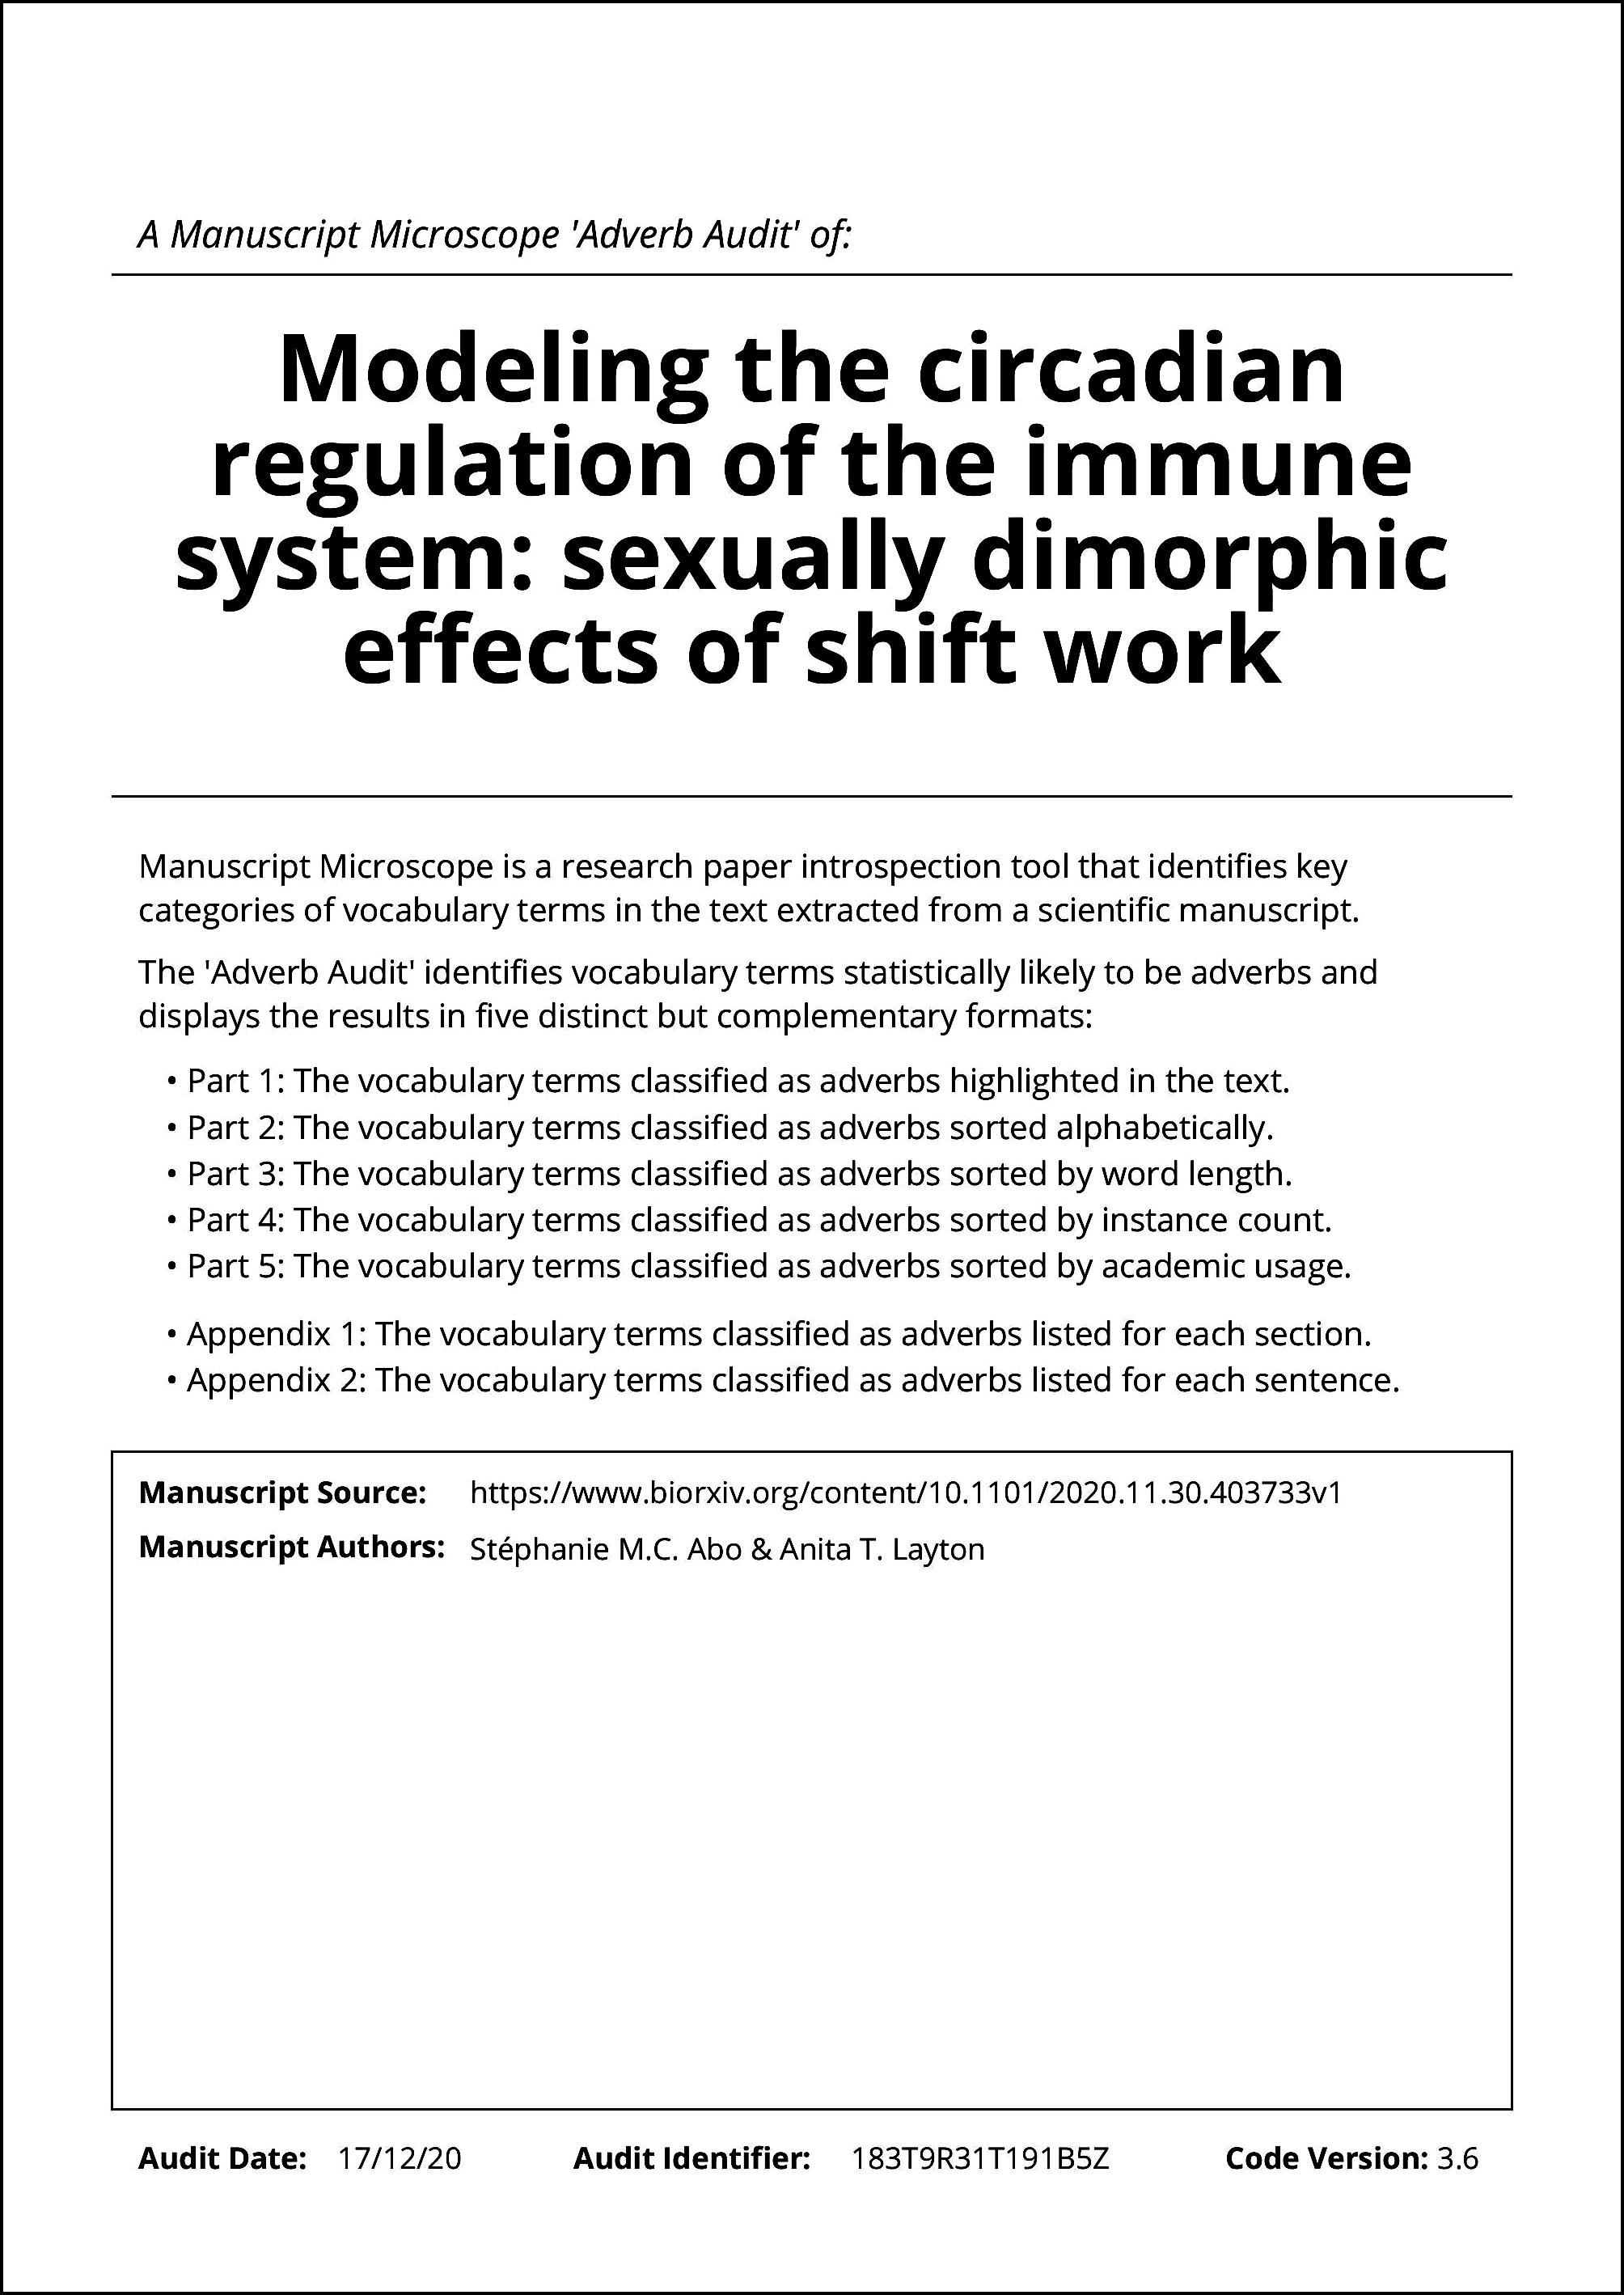 A Manuscript Microscope 'Adverb Audit' of:
Modeling the circadian
regulation of the immune
system: sexually dimorphic
effects of shift work
Manuscript Microscope is a research paper introspection tool that identifies key
categories of vocabulary terms in the text extracted from a scientific manuscript.
The 'Adverb Audit' identifies vocabulary terms statistically likely to be adverbs and
displays the results in five distinct but complementary formats:
• Part 1: The vocabulary terms classified as adverbs highlighted in the text.
• Part 2: The vocabulary terms classified as adverbs sorted alphabetically.
• Part 3: The vocabulary terms classified as adverbs sorted by word length.
• Part 4: The vocabulary terms classified as adverbs sorted by instance count.
• Part 5: The vocabulary terms classified as adverbs sorted by academic usage.
• Appendix 1: The vocabulary terms classified as adverbs listed for each section.
• Appendix 2: The vocabulary terms classified as adverbs listed for each sentence.
Manuscript Source: https://www.biorxiv.org/content/10.1101/2020.11.30.403733v1
Manuscript Authors: Stéphanie M.C. Abo & Anita T. Layton
Audit Date: 17/12/20 Audit Identifier: 183T9R31T191B5Z Code Version: 3.6